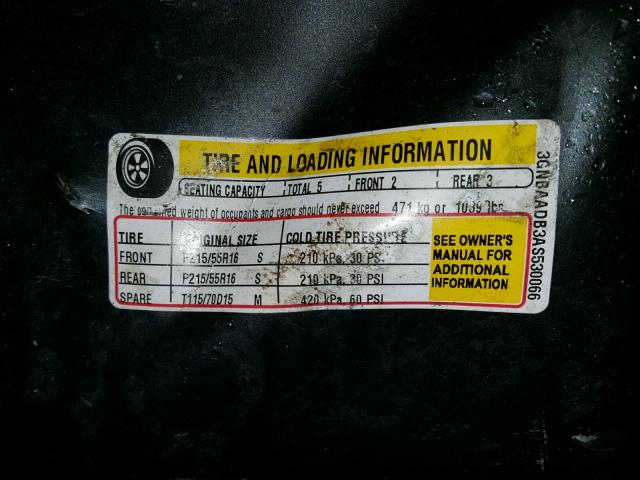 TIRE AND LOADING INFORMATION
SEATING CAPACITY TOTAL 5 FRONT 2 REAR 3
The combined weight of occupants and cargo should never exceed 471 kg or 1039 lbs
TIRE ORIGINAL SIZE COLD TIRE PRESSURE
FRONT P215/55R16 S 210 kPa, 30 PSI
REAR P215/55R16 S 210 kPa, 30 PSI
SPARE T115/70D15 M 420 kPa, 60 PSI
SEE OWNER'S
MANUAL FOR
ADDITIONAL
INFORMATION
3GNBAADB3AS530066